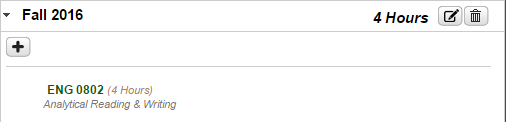 Fall 2016
4 Hours
ENG 0802 (4 Hours)
Analytical Reading & Writing